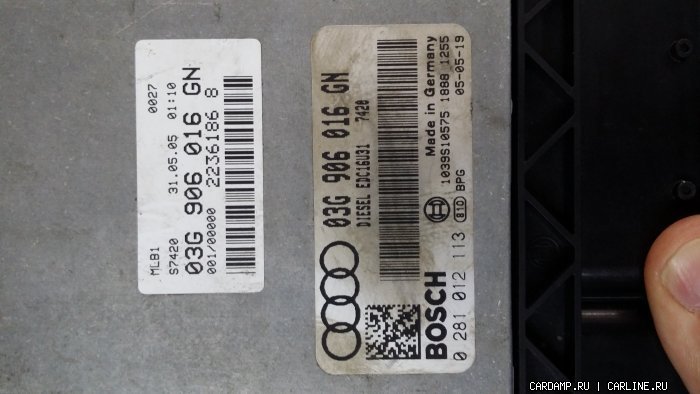 MLB1 0027
S7420 31.05.05 01:10
03G 906 016 GN
001/00000 2236186 8
03G 906 016 GN
DIESEL EDC16U31 7420
Made in Germany
1039S10575 1888 1255
810 BPG 05-05-19
BOSCH
0 281 012 113
CARDAMP.RU | CARLINE.RU